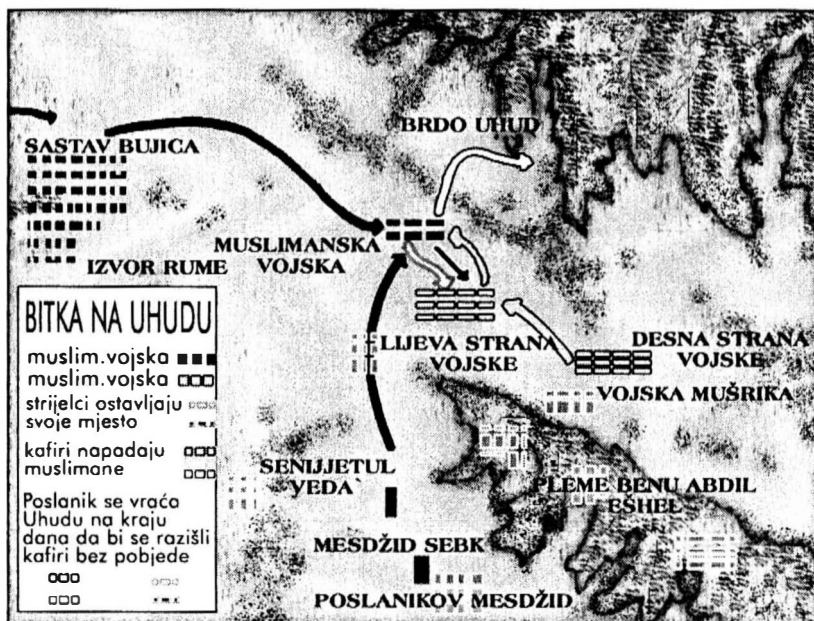 BRDO UHUD
SASTAV BUJICA
MUSLIMANSKA
VOJSKA
IZVOR RUME
LIJEVA STRANA
VOJSKE
DESNA STRANA
VOJSKE
VOJSKA MUŠRIKA
SENIJJETUL
VEDA`
PLEME BENU ABDIL
EŠHEL
MESDŽID SEBK
POSLANIKOV MESDŽID
BITKA NA UHUDU
muslim.vojska
muslim.vojska
strijelci ostavljaju
svoje mjesto
kafiri napadaju
muslimane
Poslanik se vraća
Uhudu na kraju
dana da bi se razišli
kafiri bez pobjede